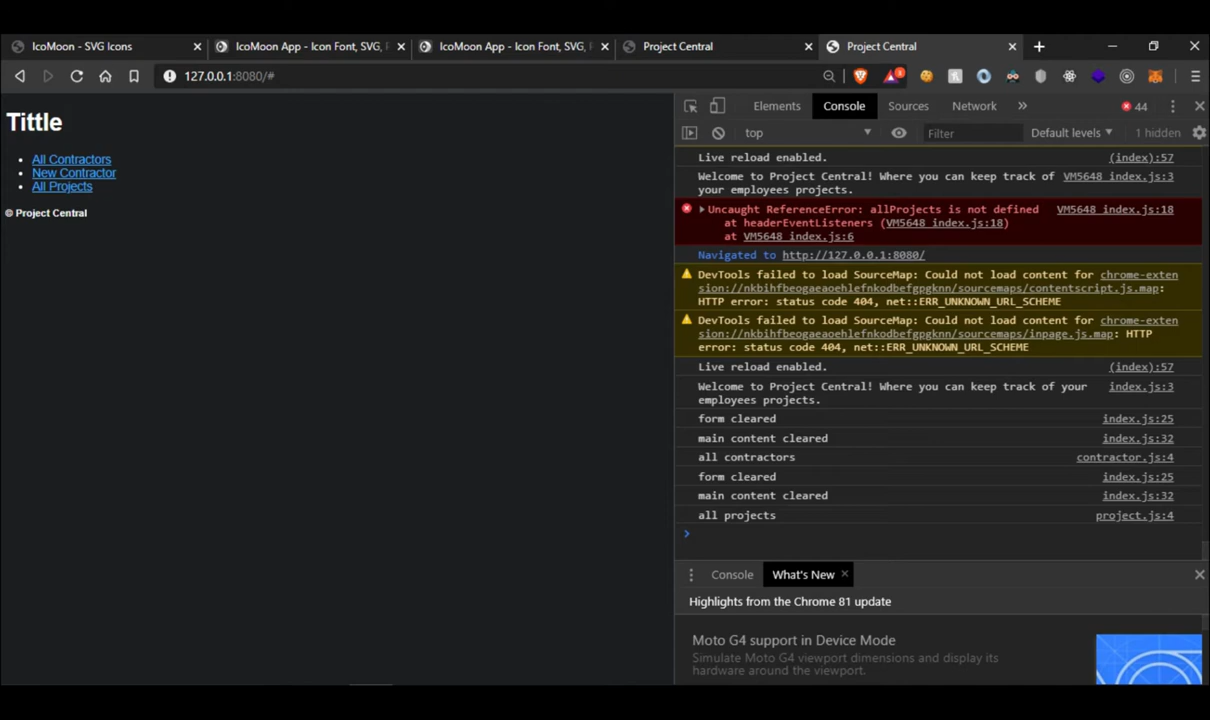 IcoMoon - SVG Icons
IcoMoon App - Icon Font, SVG,
IcoMoon App - Icon Font, SVG,
Project Central
Project Central
127.0.0.1:8080/#
Tittle
All Contractors
New Contractor
All Projects
© Project Central
Elements
Console
Sources
Network
44
top
Filter
Default levels
1 hidden
Live reload enabled. (index):57
Welcome to Project Central! Where you can keep track of VM5648 index.js:3
your employees projects.
Uncaught ReferenceError: allProjects is not defined VM5648 index.js:18
at headerEventListeners (VM5648 index.js:18)
at VM5648 index.js:6
Navigated to http://127.0.0.1:8080/
DevTools failed to load SourceMap: Could not load content for chrome-exten
sion://nkbihfbeogaeaoehlefnkodbefgpgknn/sourcemaps/contentscript.js.map:
HTTP error: status code 404, net::ERR_UNKNOWN_URL_SCHEME
DevTools failed to load SourceMap: Could not load content for chrome-exten
sion://nkbihfbeogaeaoehlefnkodbefgpgknn/sourcemaps/inpage.js.map: HTTP
error: status code 404, net::ERR_UNKNOWN_URL_SCHEME
Live reload enabled. (index):57
Welcome to Project Central! Where you can keep track of your index.js:3
employees projects.
form cleared index.js:25
main content cleared index.js:32
all contractors contractor.js:4
form cleared index.js:25
main content cleared index.js:32
all projects project.js:4
Console
What's New
Highlights from the Chrome 81 update
Moto G4 support in Device Mode
Simulate Moto G4 viewport dimensions and display its
hardware around the viewport.